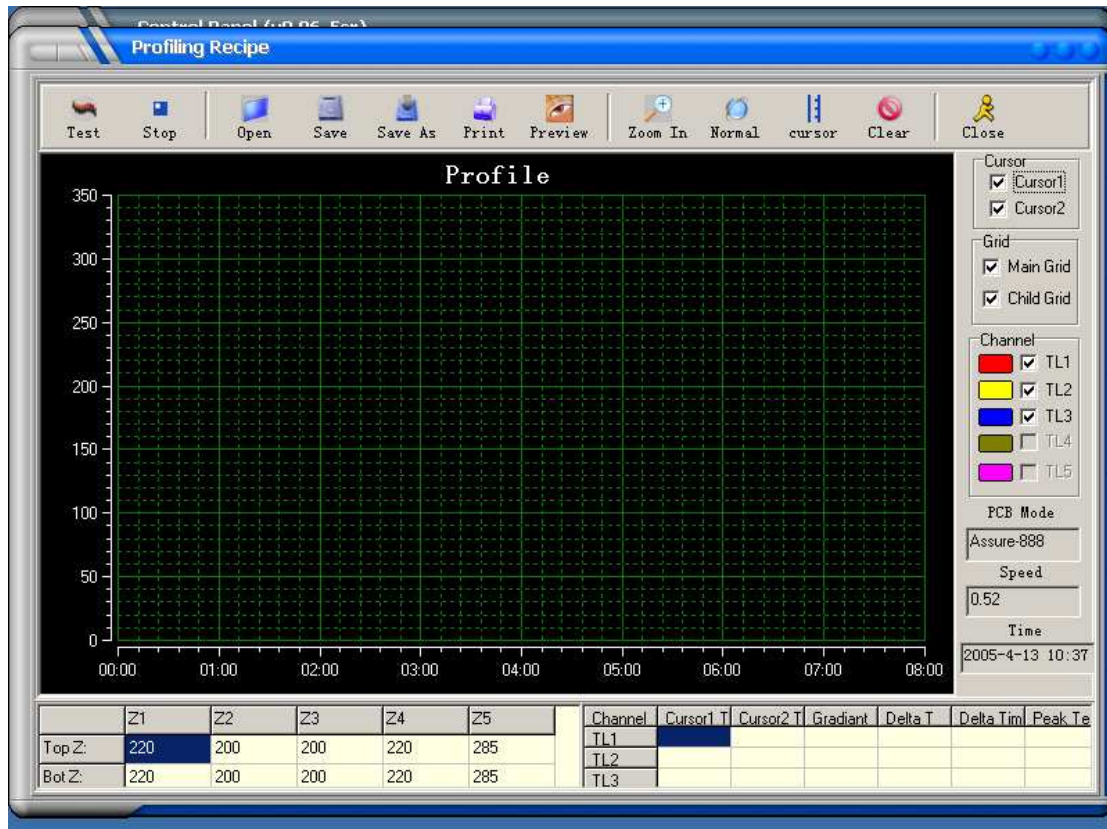 Control Panel (v0.06 For)
Profiling Recipe
Test Stop Open Save Save As Print Preview Zoom In Normal cursor Clear Close
Profile
350
300
250
200
150
100
50
0
00:00 01:00 02:00 03:00 04:00 05:00 06:00 07:00 08:00
Cursor
Cursor1
Cursor2
Grid
Main Grid
Child Grid
Channel
TL1
TL2
TL3
TL4
TL5
PCB Mode
Assure-888
Speed
0.52
Time
2005-4-13 10:37
Z1 Z2 Z3 Z4 Z5
Top Z: 220 200 200 220 285
Bot Z: 220 200 200 220 285
Channel Cursor1 T Cursor2 T Gradiant Delta T Delta Tim Peak Te
TL1
TL2
TL3